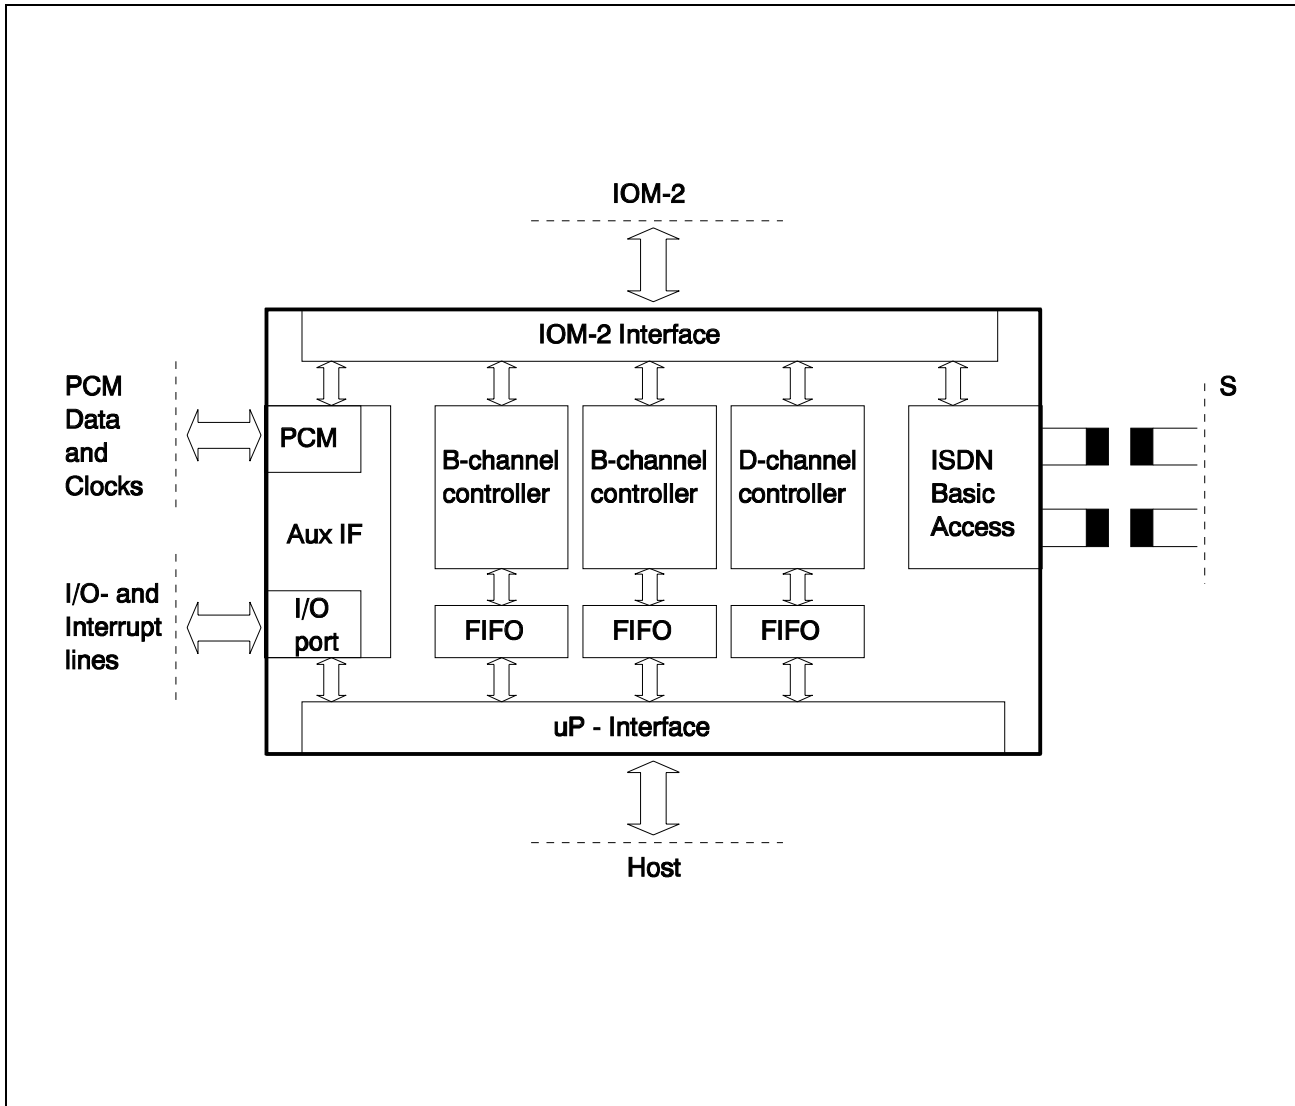 IOM-2
IOM-2 Interface
PCM
Data
and
Clocks
I/O- and
Interrupt
lines
PCM
Aux IF
I/O
port
B-channel
controller
B-channel
controller
D-channel
controller
ISDN
Basic
Access
S
FIFO
FIFO
FIFO
uP - Interface
Host